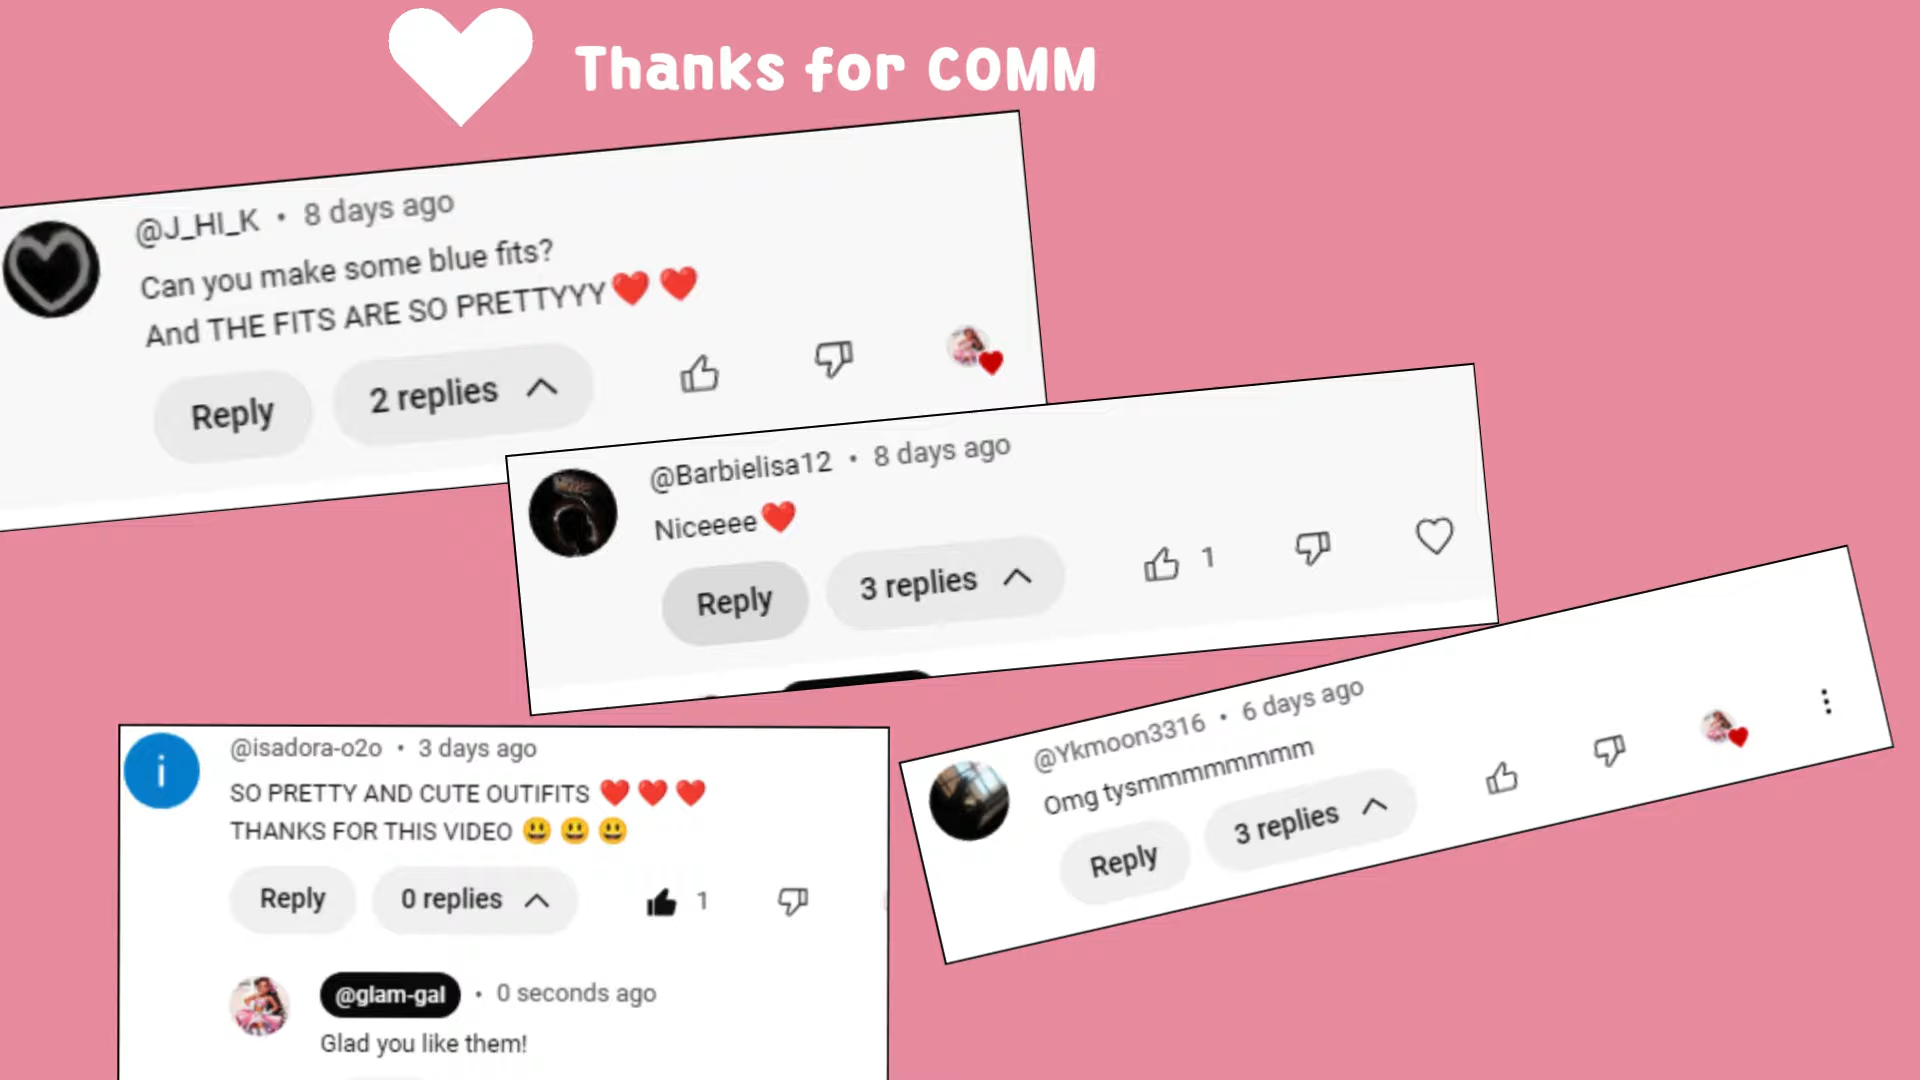 Thanks for COMM
@J_HI_K • 8 days ago
Can you make some blue fits?
And THE FITS ARE SO PRETTYYY❤️❤️
Reply
2 replies
@Barbielisa12 • 8 days ago
Niceeee❤️
Reply
3 replies
1
@Ykmoon3316 • 6 days ago
Omg tysmmmmmmmm
Reply
3 replies
i
@isadora-o2o • 3 days ago
SO PRETTY AND CUTE OUTIFITS ❤️❤️❤️
THANKS FOR THIS VIDEO 😃😃😃
Reply
0 replies
1
@glam-gal • 0 seconds ago
Glad you like them!